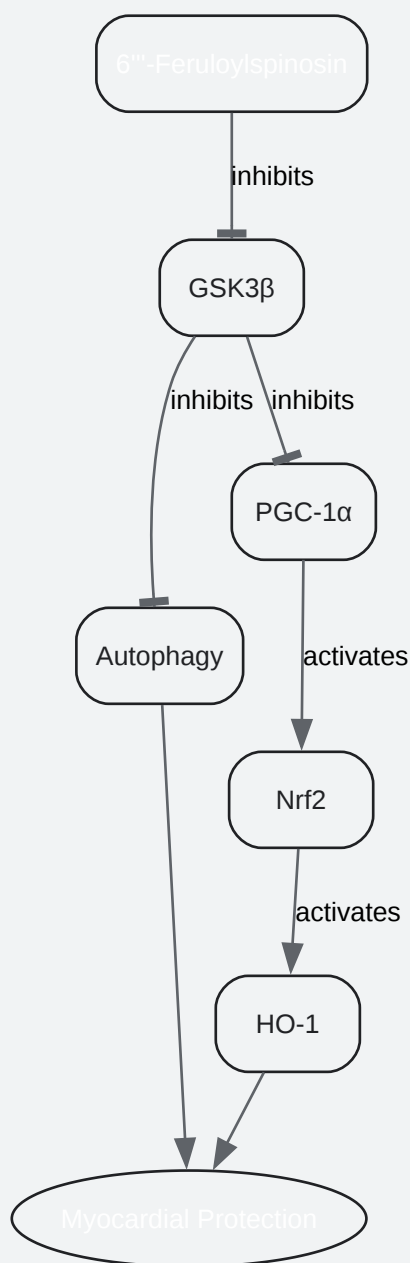 6'''-Feruloylspinosin
inhibits
GSK3β
inhibits inhibits
PGC-1α
Autophagy
activates
Nrf2
activates
HO-1
Myocardial Protection